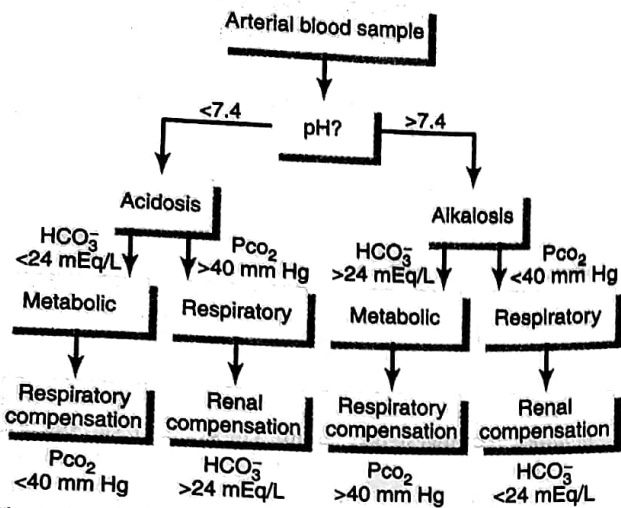 Arterial blood sample
<7.4
pH?
>7.4
Acidosis
Alkalosis
HCO₃⁻
<24 mEq/L
Pco₂
>40 mm Hg
HCO₃⁻
>24 mEq/L
Pco₂
<40 mm Hg
Metabolic
Respiratory
Metabolic
Respiratory
Respiratory
compensation
Renal
compensation
Respiratory
compensation
Renal
compensation
Pco₂
<40 mm Hg
HCO₃⁻
>24 mEq/L
Pco₂
>40 mm Hg
HCO₃⁻
<24 mEq/L